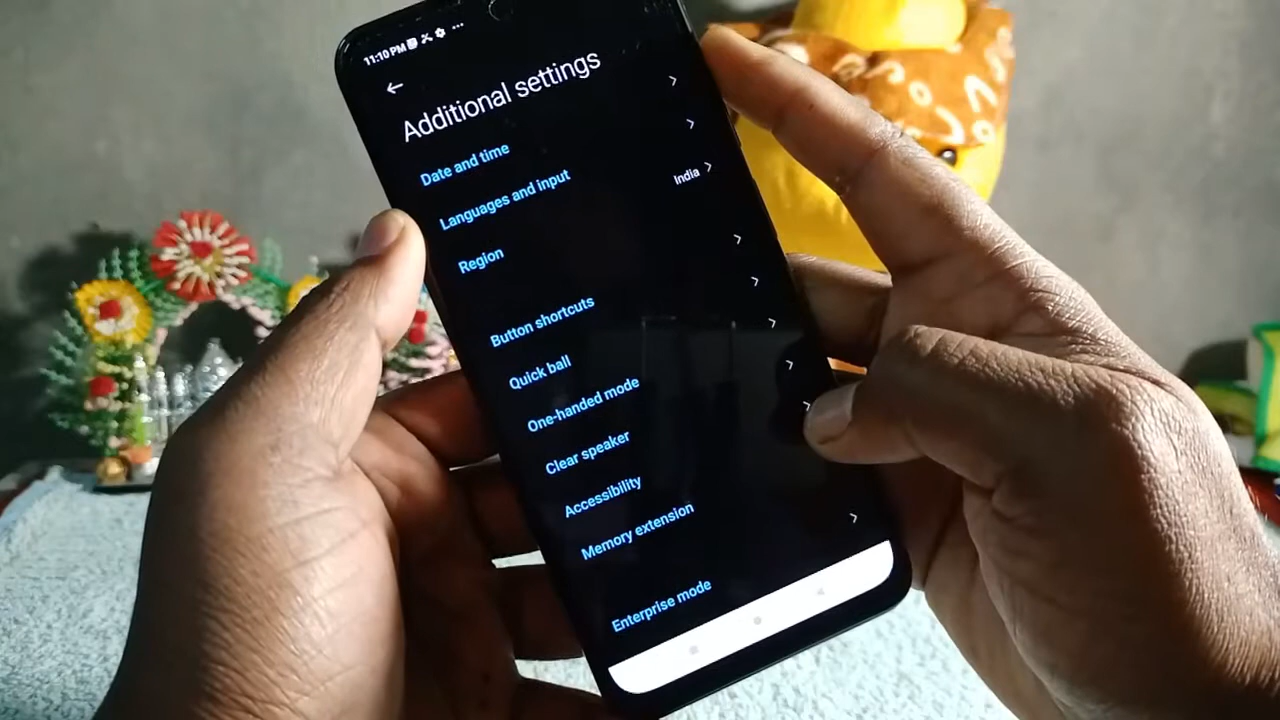 11:10 PM
Additional settings
Date and time
Languages and input
Region India
Button shortcuts
Quick ball
One-handed mode
Clear speaker
Accessibility
Memory extension
Enterprise mode